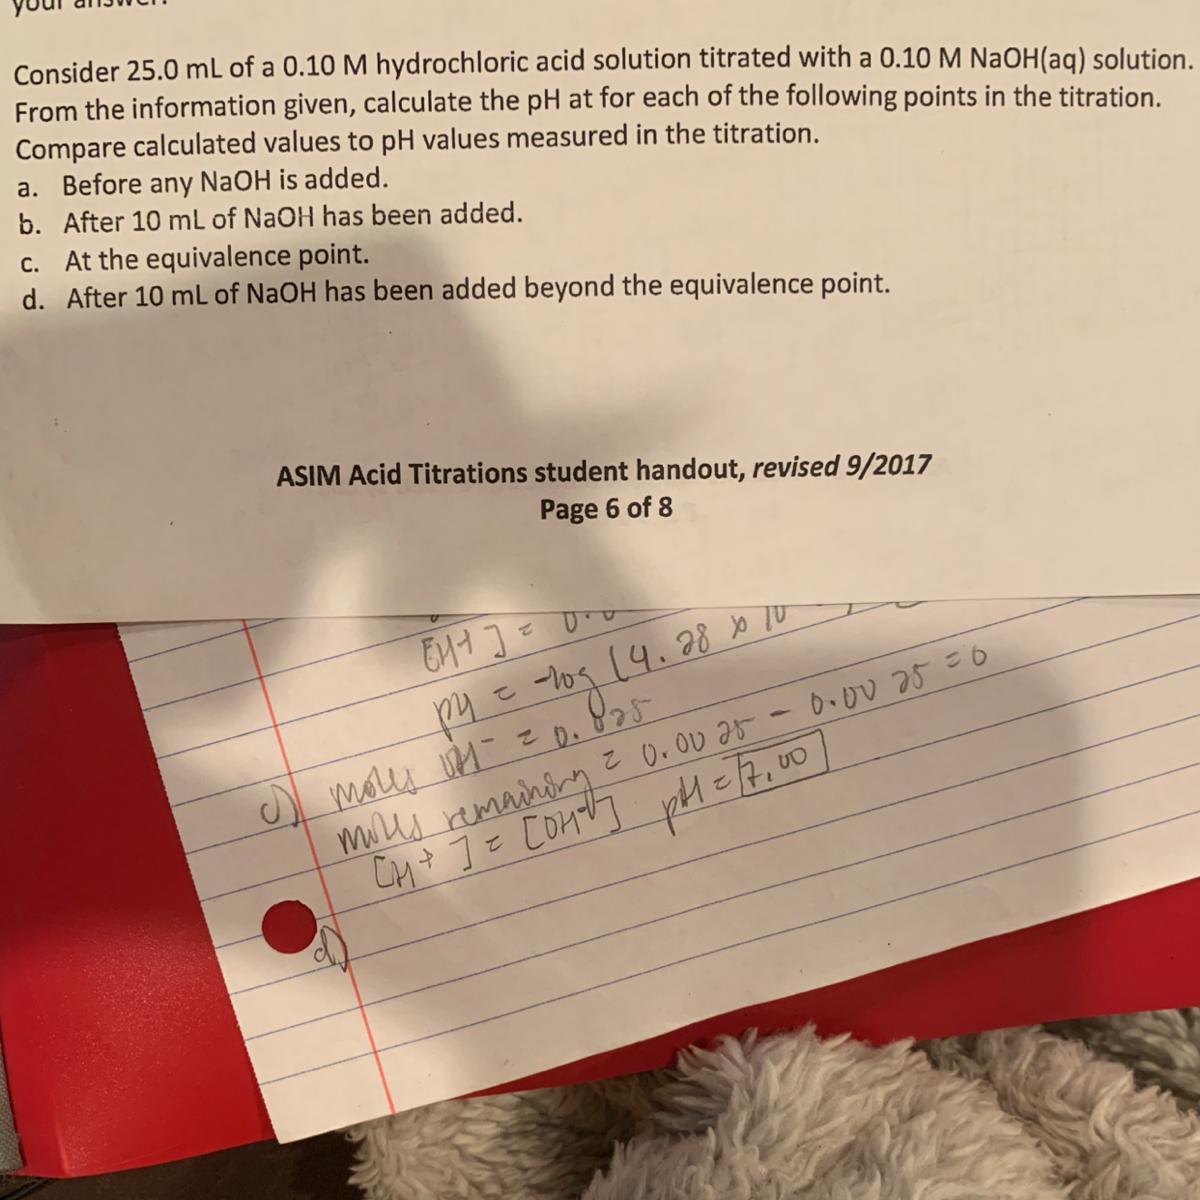 your answer.
Consider 25.0 mL of a 0.10 M hydrochloric acid solution titrated with a 0.10 M NaOH(aq) solution.
From the information given, calculate the pH at for each of the following points in the titration.
Compare calculated values to pH values measured in the titration.
a. Before any NaOH is added.
b. After 10 mL of NaOH has been added.
c. At the equivalence point.
d. After 10 mL of NaOH has been added beyond the equivalence point.
ASIM Acid Titrations student handout, revised 9/2017
Page 6 of 8
[H+] = 0.0
pH = -log (4.28 x 10
c) moles OH- = 0.
moles remaining = 0.0025 - 0.0025 = 0
[H+] = [OH-] pH = 7.00
d)